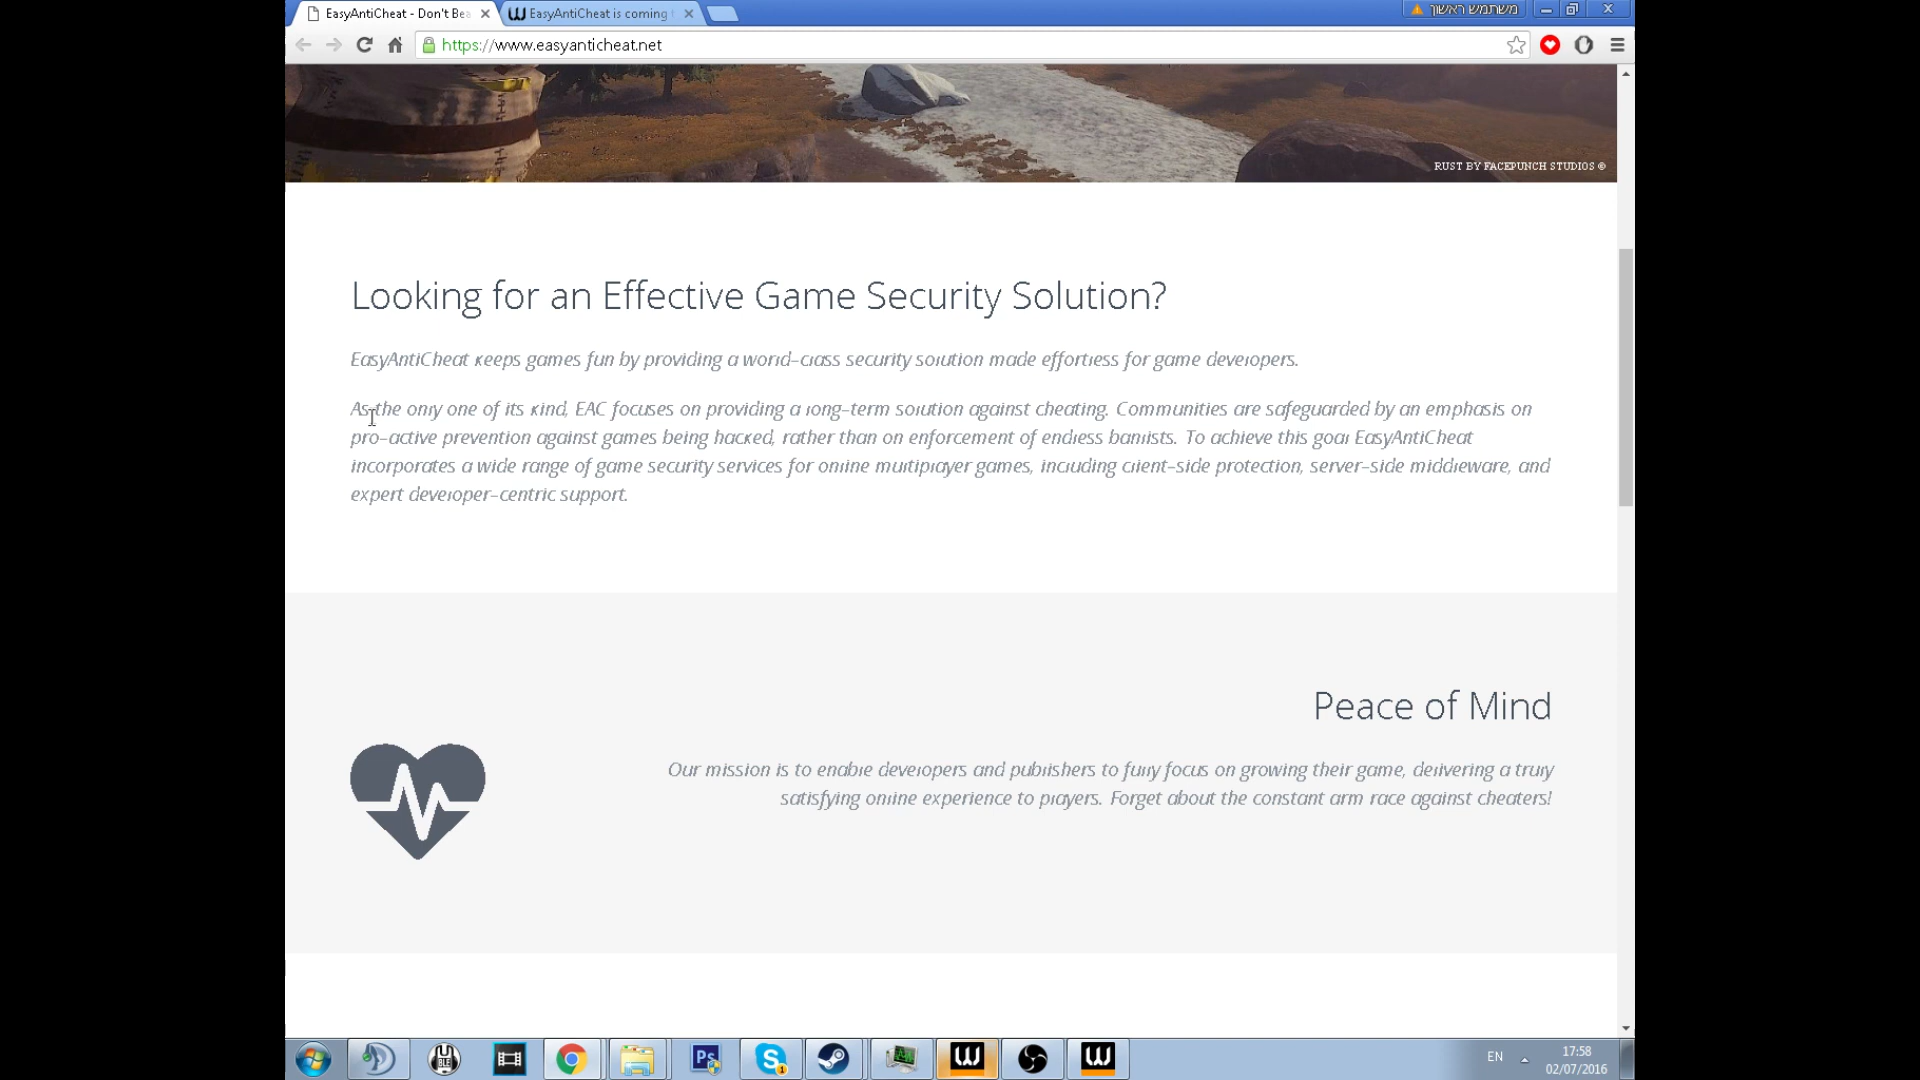 EasyAntiCheat - Don't Bea
EasyAntiCheat is coming t
משתמש ראשון
https://www.easyanticheat.net
RUST BY FACEPUNCH STUDIOS ©
Looking for an Effective Game Security Solution?
EasyAntiCheat keeps games fun by providing a world-class security solution made effortless for game developers.
As the only one of its kind, EAC focuses on providing a long-term solution against cheating. Communities are safeguarded by an emphasis on
pro-active prevention against games being hacked, rather than on enforcement of endless banlists. To achieve this goal EasyAntiCheat
incorporates a wide range of game security services for online multiplayer games, including client-side protection, server-side middleware, and
expert developer-centric support.
Peace of Mind
Our mission is to enable developers and publishers to fully focus on growing their game, delivering a truly
satisfying online experience to players. Forget about the constant arm race against cheaters!
BLE
Ps
1
EN
17:58
02/07/2016